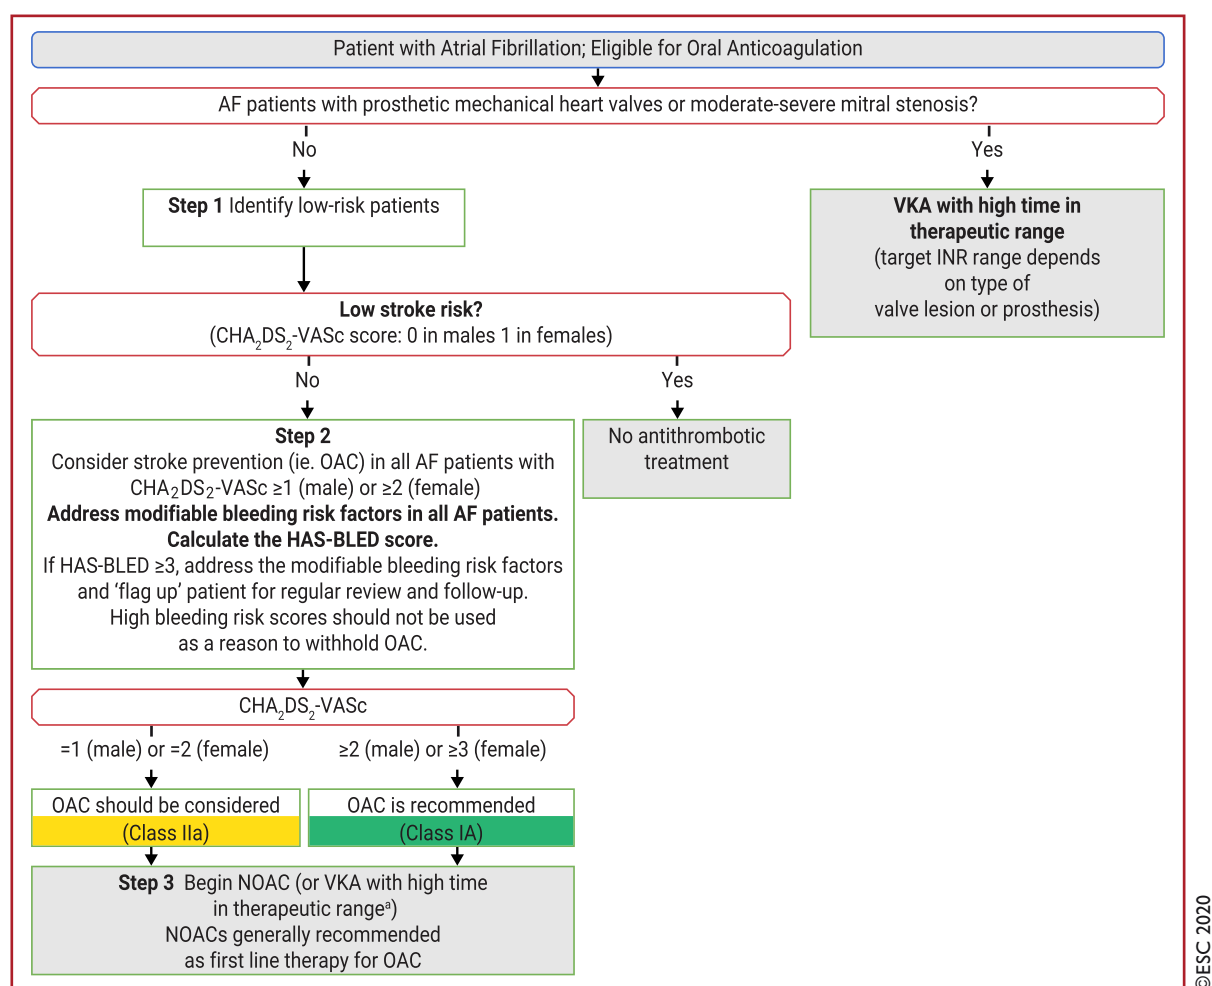 Patient with Atrial Fibrillation; Eligible for Oral Anticoagulation
AF patients with prosthetic mechanical heart valves or moderate-severe mitral stenosis?
No
Yes
Step 1 Identify low-risk patients
VKA with high time in
therapeutic range
(target INR range depends
on type of
valve lesion or prosthesis)
Low stroke risk?
(CHA₂DS₂-VASc score: 0 in males 1 in females)
No
Yes
Step 2
Consider stroke prevention (ie. OAC) in all AF patients with
CHA₂DS₂-VASc ≥1 (male) or ≥2 (female)
Address modifiable bleeding risk factors in all AF patients.
Calculate the HAS-BLED score.
If HAS-BLED ≥3, address the modifiable bleeding risk factors
and ‘flag up’ patient for regular review and follow-up.
High bleeding risk scores should not be used
as a reason to withhold OAC.
No antithrombotic
treatment
CHA₂DS₂-VASc
=1 (male) or =2 (female)
≥2 (male) or ≥3 (female)
OAC should be considered
(Class IIa)
OAC is recommended
(Class IA)
Step 3 Begin NOAC (or VKA with high time
in therapeutic rangeᵃ)
NOACs generally recommended
as first line therapy for OAC
©ESC 2020